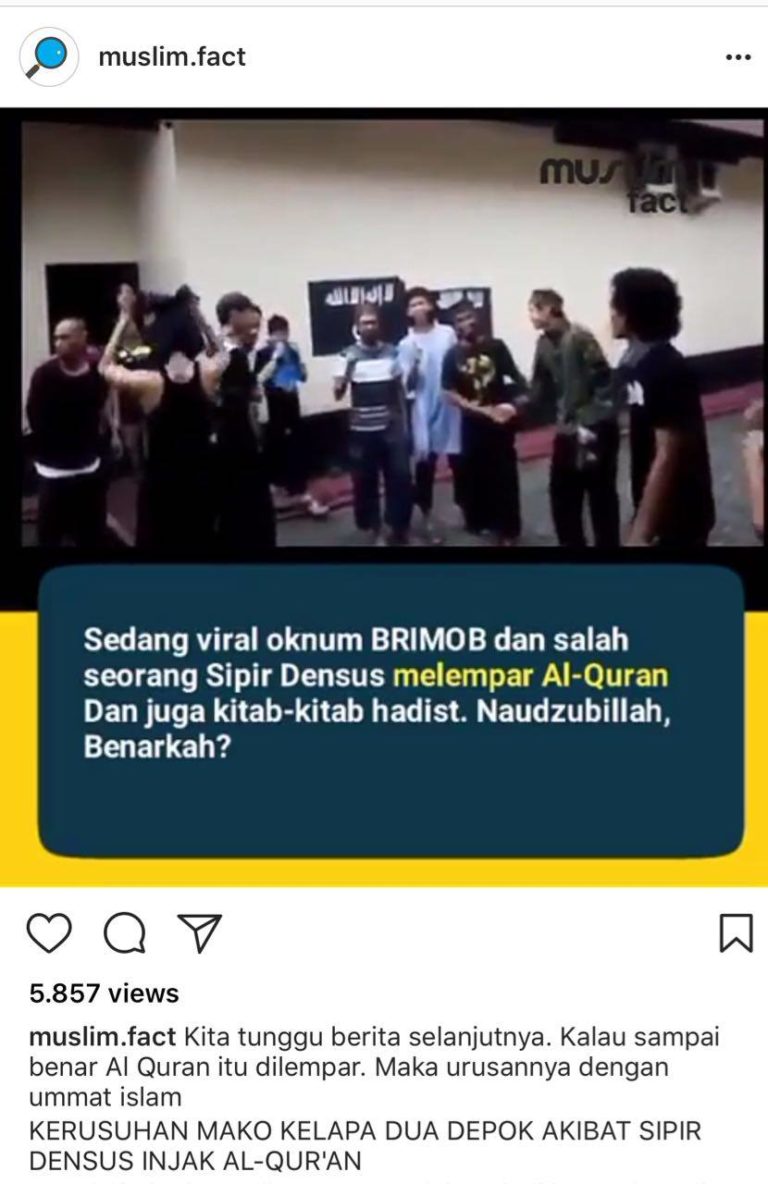 muslim.fact
muslim
fact
Sedang viral oknum BRIMOB dan salah
seorang Sipir Densus melempar Al-Quran
Dan juga kitab-kitab hadist. Naudzubillah,
Benarkah?
5.857 views
muslim.fact Kita tunggu berita selanjutnya. Kalau sampai
benar Al Quran itu dilempar. Maka urusannya dengan
ummat islam
KERUSUHAN MAKO KELAPA DUA DEPOK AKIBAT SIPIR
DENSUS INJAK AL-QUR'AN